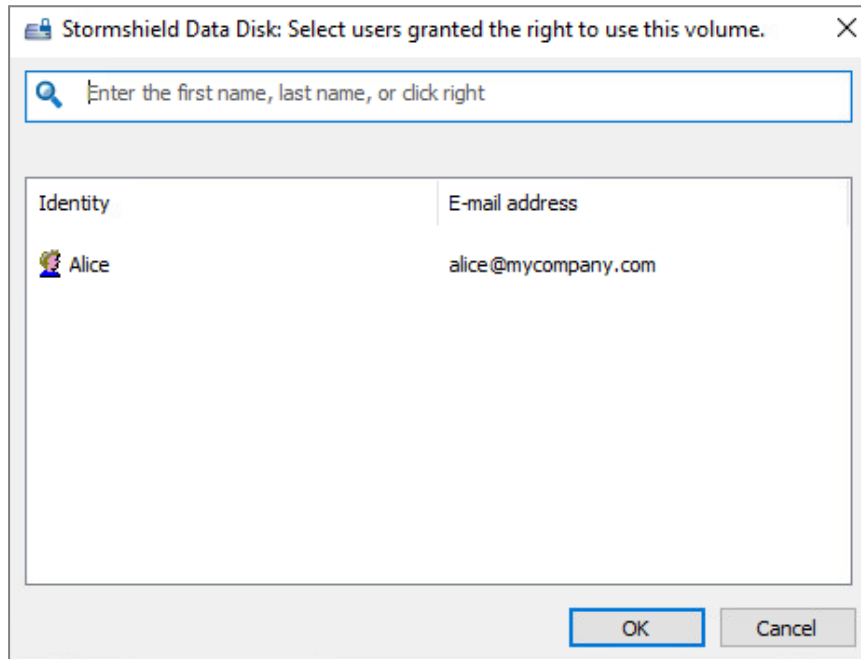 Stormshield Data Disk: Select users granted the right to use this volume.
Enter the first name, last name, or click right
Identity E-mail address
Alice alice@mycompany.com
OK Cancel